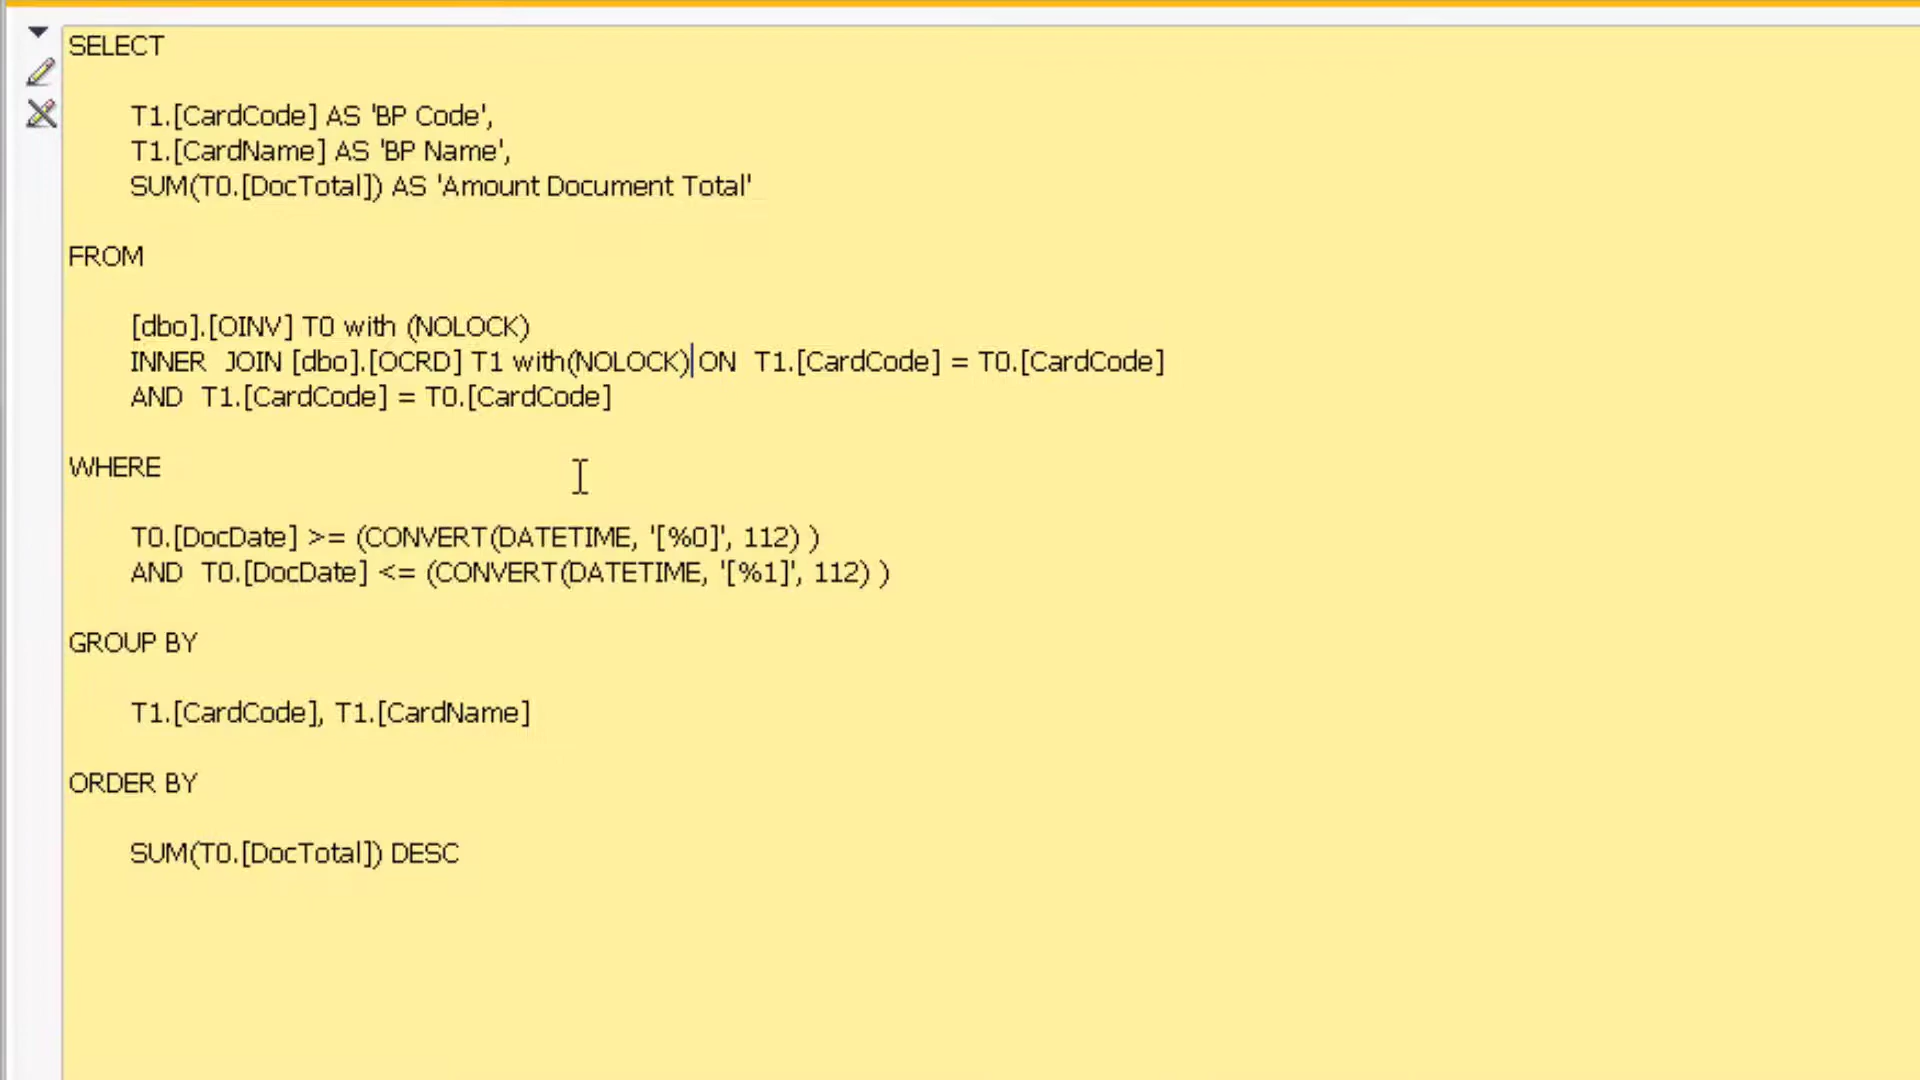 SELECT
T1.[CardCode] AS 'BP Code',
T1.[CardName] AS 'BP Name',
SUM(T0.[DocTotal]) AS 'Amount Document Total'
FROM
[dbo].[OINV] T0 with (NOLOCK)
INNER  JOIN [dbo].[OCRD] T1 with(NOLOCK) ON  T1.[CardCode] = T0.[CardCode]
AND  T1.[CardCode] = T0.[CardCode]
WHERE
T0.[DocDate] >= (CONVERT(DATETIME, '[%0]', 112) )
AND  T0.[DocDate] <= (CONVERT(DATETIME, '[%1]', 112) )
GROUP BY
T1.[CardCode], T1.[CardName]
ORDER BY
SUM(T0.[DocTotal]) DESC